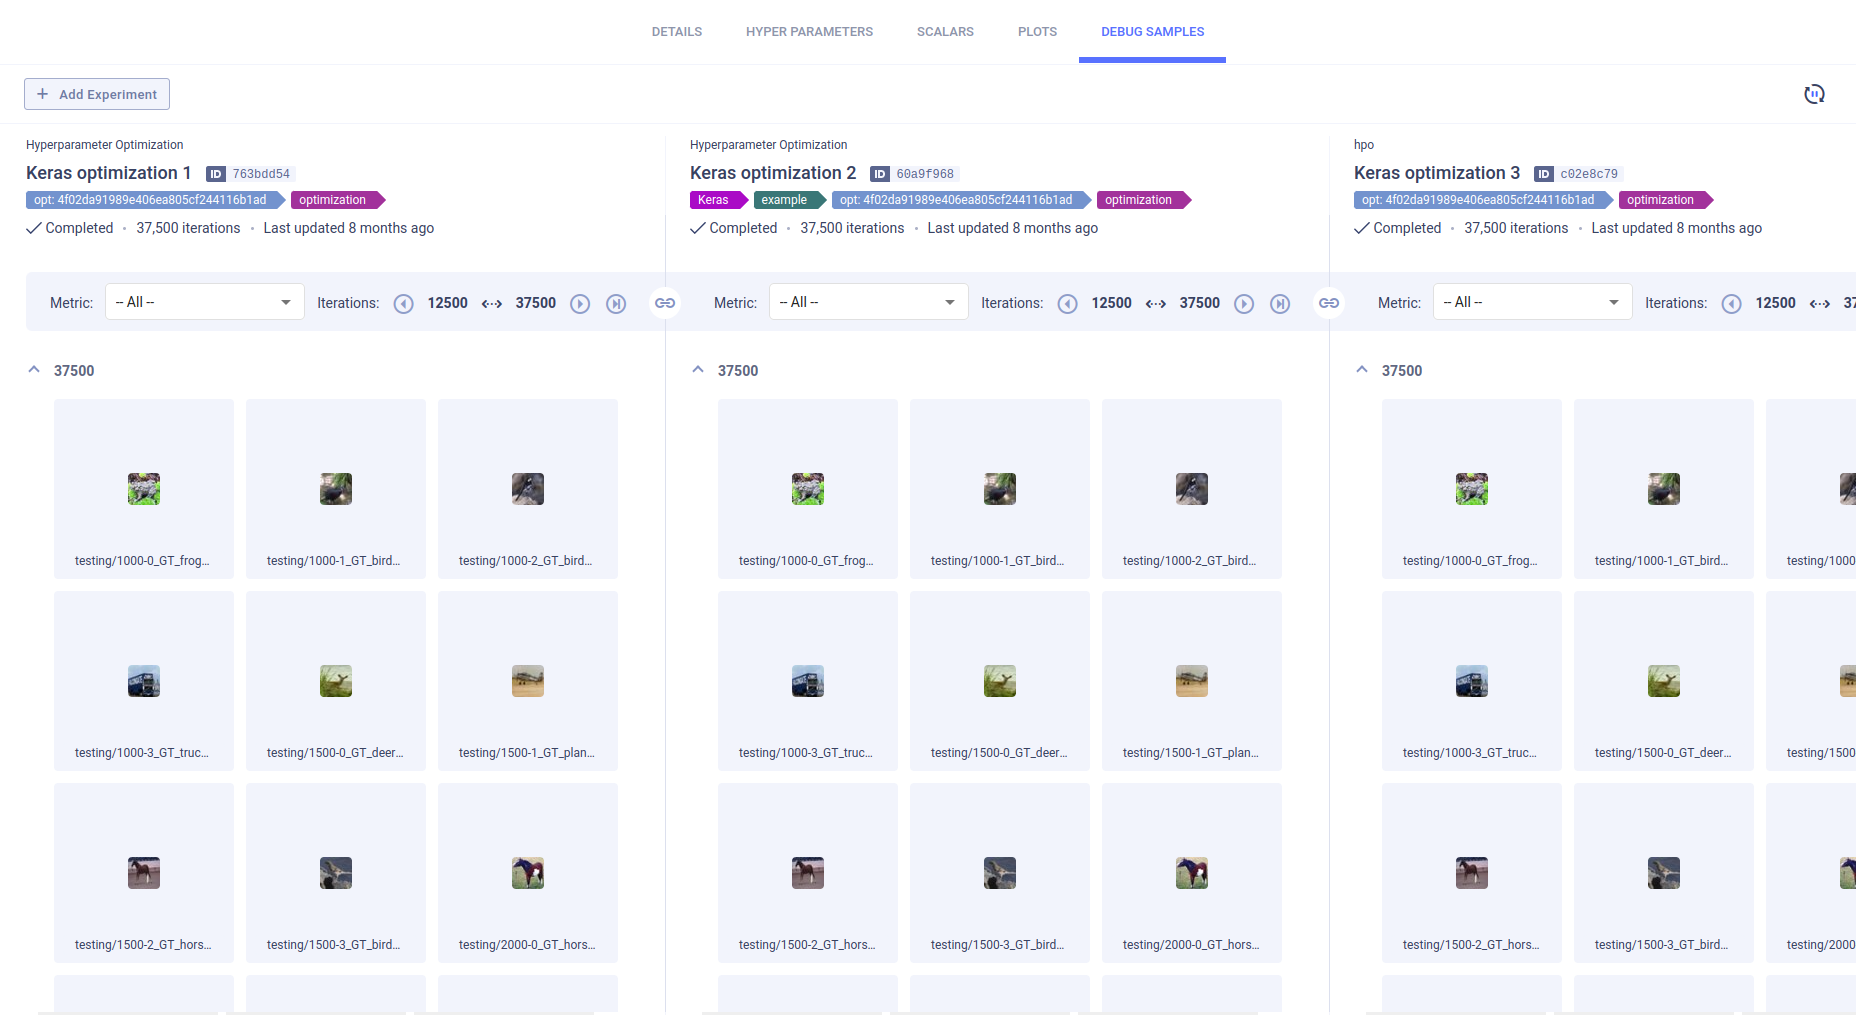 DETAILS HYPER PARAMETERS SCALARS PLOTS DEBUG SAMPLES
+ Add Experiment
Hyperparameter Optimization
Keras optimization 1 ID 763bdd54
opt: 4f02da91989e406ea805cf244116b1ad optimization
Completed · 37,500 iterations · Last updated 8 months ago
Metric: -- All -- Iterations: 12500 37500
37500
testing/1000-0_GT_frog... testing/1000-1_GT_bird... testing/1000-2_GT_bird...
testing/1000-3_GT_truc... testing/1500-0_GT_deer... testing/1500-1_GT_plan...
testing/1500-2_GT_hors... testing/1500-3_GT_bird... testing/2000-0_GT_hors...
Hyperparameter Optimization
Keras optimization 2 ID 60a9f968
Keras example opt: 4f02da91989e406ea805cf244116b1ad optimization
Completed · 37,500 iterations · Last updated 8 months ago
Metric: -- All -- Iterations: 12500 37500
37500
testing/1000-0_GT_frog... testing/1000-1_GT_bird... testing/1000-2_GT_bird...
testing/1000-3_GT_truc... testing/1500-0_GT_deer... testing/1500-1_GT_plan...
testing/1500-2_GT_hors... testing/1500-3_GT_bird... testing/2000-0_GT_hors...
hpo
Keras optimization 3 ID c02e8c79
opt: 4f02da91989e406ea805cf244116b1ad optimization
Completed · 37,500 iterations · Last updated 8 months ago
Metric: -- All -- Iterations: 12500 37
37500
testing/1000-0_GT_frog... testing/1000-1_GT_bird... testing/1000
testing/1000-3_GT_truc... testing/1500-0_GT_deer... testing/1500
testing/1500-2_GT_hors... testing/1500-3_GT_bird... testing/2000